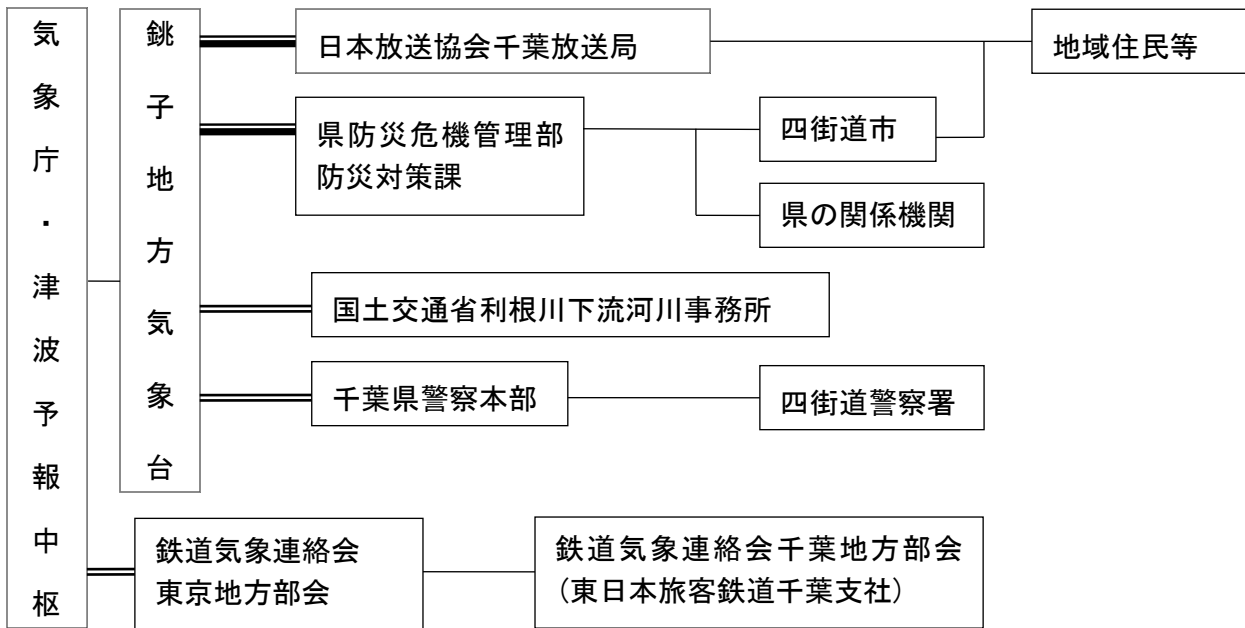 気象庁・津波予報中枢
銚子地方気象台
日本放送協会千葉放送局
地域住民等
県防災危機管理部
防災対策課
四街道市
県の関係機関
国土交通省利根川下流河川事務所
千葉県警察本部
四街道警察署
鉄道気象連絡会
東京地方部会
鉄道気象連絡会千葉地方部会
(東日本旅客鉄道千葉支社)